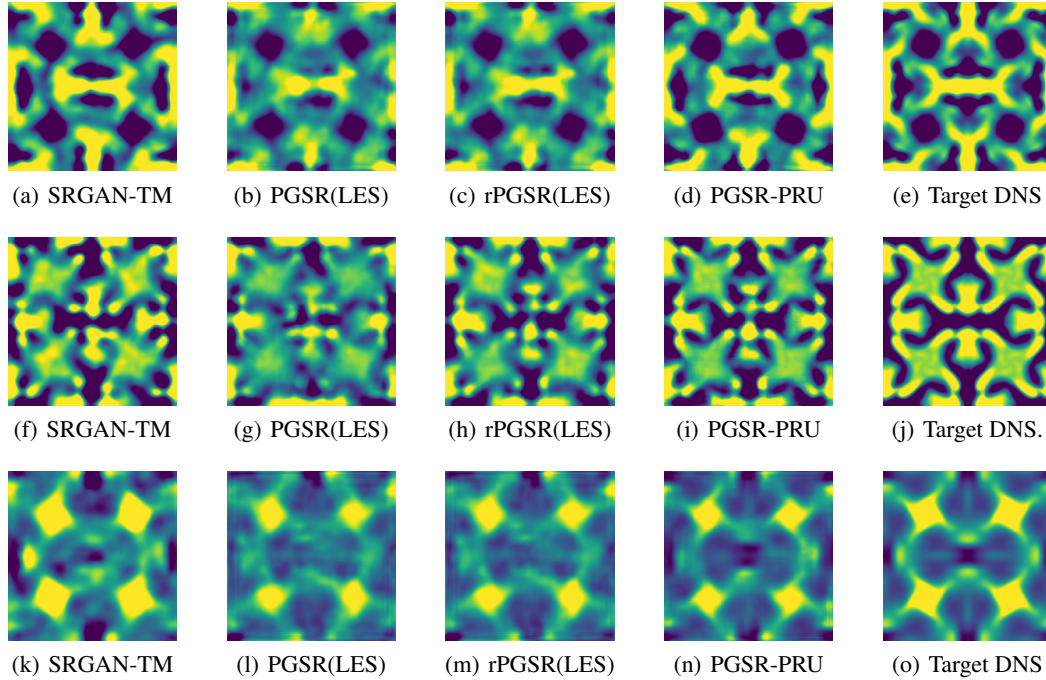 (a) SRGAN-TM (b) PGSR(LES) (c) rPGSR(LES) (d) PGSR-PRU (e) Target DNS
(f) SRGAN-TM (g) PGSR(LES) (h) rPGSR(LES) (i) PGSR-PRU (j) Target DNS.
(k) SRGAN-TM (l) PGSR(LES) (m) rPGSR(LES) (n) PGSR-PRU (o) Target DNS